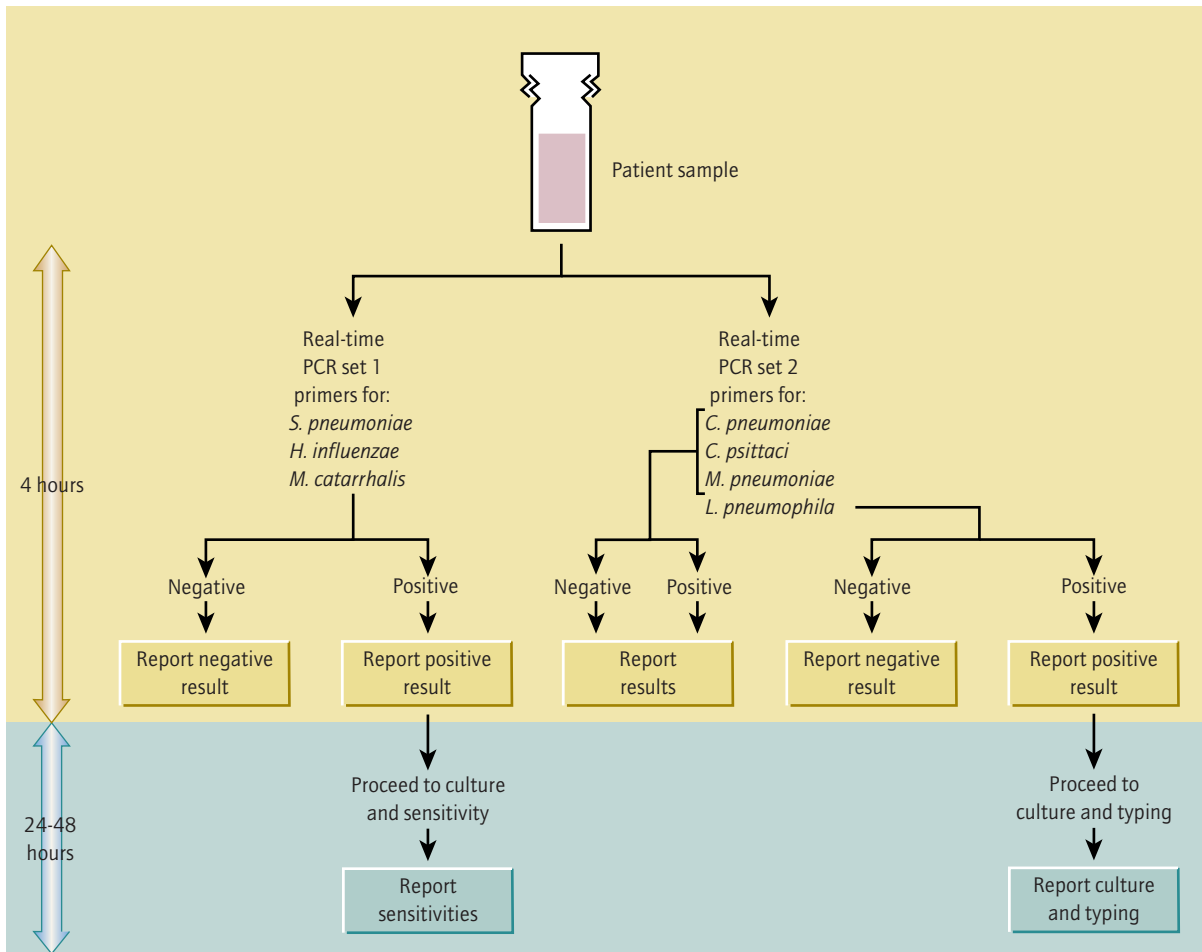 Patient sample
4 hours
Real-time
PCR set 1
primers for:
S. pneumoniae
H. influenzae
M. catarrhalis
Real-time
PCR set 2
primers for:
C. pneumoniae
C. psittaci
M. pneumoniae
L. pneumophila
Negative
Positive
Negative
Positive
Negative
Positive
Report negative
result
Report positive
result
Report
results
Report negative
result
Report positive
result
24-48
hours
Proceed to culture
and sensitivity
Proceed to
culture and typing
Report
sensitivities
Report culture
and typing